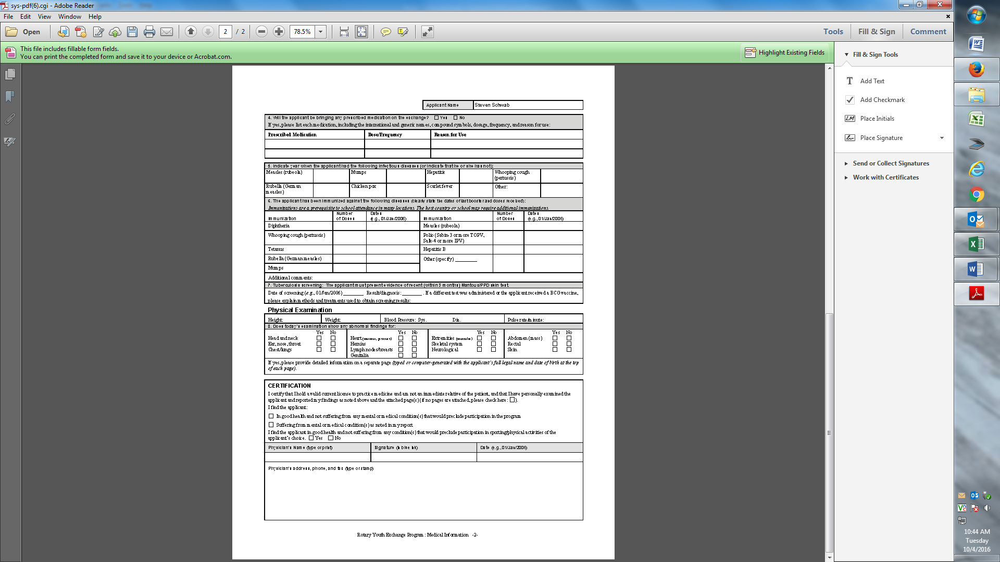 sys-pdf(6).cgi - Adobe Reader
File Edit View Window Help
Open 2 / 2 78.5% Tools Fill & Sign Comment
This file includes fillable form fields.
You can print the completed form and save it to your device or Acrobat.com.
Highlight Existing Fields
Fill & Sign Tools
Add Text
Add Checkmark
Place Initials
Place Signature
Send or Collect Signatures
Work with Certificates
Applicant Name Steven Schwab
4. Will the applicant be bringing any prescribed medication on the exchange? Yes No
If yes, please list each medication, including the international and generic names, compound symbols, dosage, frequency, and reason for use:
Prescribed Medication Dose/Frequency Reason for Use
5. Indicate year when the applicant had the following infectious diseases (or indicate that he or she has not):
Measles (rubeola) Mumps Hepatitis Whooping cough (pertussis)
Rubella (German measles) Chicken pox Scarlet fever Other:
6. The applicant has been immunized against the following diseases (clearly state the dates of last booster and doses received):
Immunizations are a prerequisite to school attendance in many locations. The host country or school may require additional immunizations.
Immunization Number of Doses Dates (e.g., 01/Jan/2006) Immunization Number of Doses Dates (e.g., 01/Jan/2006)
Diphtheria Measles (rubeola)
Whooping cough (pertussis) Polio (Sabin-3 or more TOPV, Salk-4 or more IPV)
Tetanus Hepatitis B
Rubella (German measles) Other (specify) ________
Mumps
Additional comments:
7. Tuberculosis screening: The applicant must present evidence of recent (within 3 months) Mantoux/PPD skin test.
Date of screening (e.g., 01/Jan/2006) ________ Result/diagnosis: ________ . If a different test was administered or the applicant received a BCG vaccine,
please explain methods and treatments used to obtain screening results:
Physical Examination
Height: Weight: Blood Pressure: Sys. Dia. Pulse rate/minute:
8. Does today's examination show any abnormal findings for:
Yes No Yes No Yes No Yes No
Head and neck Heart (murmur, pressure) Extremities (muscular) Abdomen (mass)
Ear, nose, throat Hernias Skeletal system Rectal
Chest/lungs Lymph nodes/breasts Neurological Skin
Genitalia
If yes, please provide detailed information on a separate page (typed or computer-generated with the applicant's full legal name and date of birth at the top
of each page).
CERTIFICATION
I certify that I hold a valid current license to practice medicine and am not an immediate relative of the patient, and that I have personally examined the
applicant and reported my findings as noted above and the attached page(s) (if no pages are attached, please check here: ).
I find the applicant:
In good health and not suffering from any mental or medical condition(s) that would preclude participation in the program
Suffering from mental or medical condition(s) as noted in my report
I find the applicant in good health and not suffering from any condition(s) that would preclude participation in sporting/physical activities of the
applicant's choice. Yes No
Physician's Name (type or print) Signature (in blue ink) Date (e.g., 01/Jan/2006)
Physician's address, phone, and fax (type or stamp)
Rotary Youth Exchange Program: Medical Information -2-
10:44 AM
Tuesday
10/4/2016